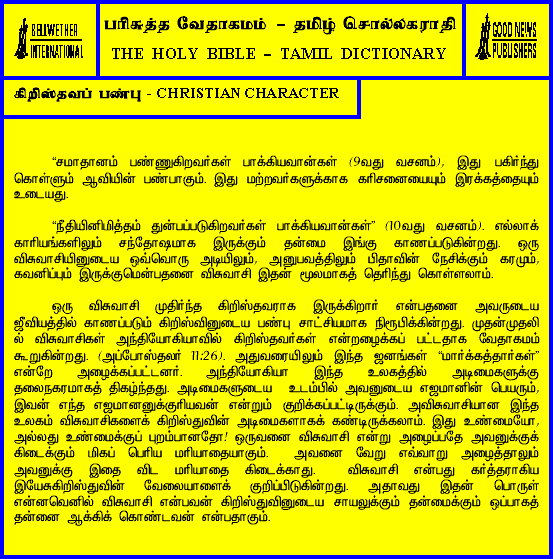 BELLWETHER
INTERNATIONAL
பரிசுத்த வேதாகமம் - தமிழ் சொல்லகராதி
THE HOLY BIBLE - TAMIL DICTIONARY
GOOD NEWS
PUBLISHERS
கிறிஸ்தவப் பண்பு - CHRISTIAN CHARACTER
“சமாதானம் பண்ணுகிறவர்கள் பாக்கியவான்கள் (9வது வசனம்), இது பகிர்ந்து
கொள்ளும் ஆவியின் பண்பாகும். இது மற்றவர்களுக்காக கரிசனையையும் இரக்கத்தையும்
உடையது.
“நீதியினிமித்தம் துன்பப்படுகிறவர்கள் பாக்கியவான்கள்” (10வது வசனம்). எல்லாக்
காரியங்களிலும் சந்தோஷமாக இருக்கும் தன்மை இங்கு காணப்படுகின்றது. ஒரு
விசுவாசியினுடைய ஒவ்வொரு அடியிலும், அனுபவத்திலும் பிதாவின் நேசிக்கும் கரமும்,
கவனிப்பும் இருக்குமென்பதனை விசுவாசி இதன் மூலமாகத் தெரிந்து கொள்ளலாம்.
ஒரு விசுவாசி முதிர்ந்த கிறிஸ்தவராக இருக்கிறார் என்பதனை அவருடைய
ஜீவியத்தில் காணப்படும் கிறிஸ்வினுடைய பண்பு சாட்சியமாக நிரூபிக்கின்றது. முதன்முதலி
ல் விசுவாசிகள் அந்தியோகியாவில் கிறிஸ்தவர்கள் என்றழைக்கப் பட்டதாக வேதாகமம்
கூறுகின்றது. (அப்போஸ்தலர் 11:26). அதுவரையிலும் இந்த ஜனங்கள் “மார்க்கத்தார்கள்”
என்றே அழைக்கப்பட்டனர். அந்தியோகியா இந்த உலகத்தில் அடிமைகளுக்கு
தலைநகரமாகத் திகழ்ந்தது. அடிமைகளுடைய உடம்பில் அவனுடைய எஜமானின் பெயரும்,
இவன் எந்த எஜமானனுக்குரியவன் என்றும் குறிக்கப்பட்டிருக்கும். அவிசுவாசியான இந்த
உலகம் விசுவாசிகளைக் கிறிஸ்துவின் அடிமைகளாகக் கண்டிருக்கலாம். இது உண்மையோ,
அல்லது உண்மைக்குப் புறம்பானதோ! ஒருவனை விசுவாசி என்று அழைப்பதே அவனுக்குக்
கிடைக்கும் மிகப் பெரிய மரியாதையாகும். அவனை வேறு எவ்வாறு அழைத்தாலும்
அவனுக்கு இதை விட மரியாதை கிடைக்காது. விசுவாசி என்பது கர்த்தராகிய
இயேசுகிறிஸ்துவின் வேலையாளைக் குறிப்பிடுகின்றது. அதாவது இதன் பொருள்
என்னவெனில் விசுவாசி என்பவன் கிறிஸ்துவினுடைய சாயலுக்கும் தன்மைக்கும் ஒப்பாகத்
தன்னை ஆக்கிக் கொண்டவன் என்பதாகும்.